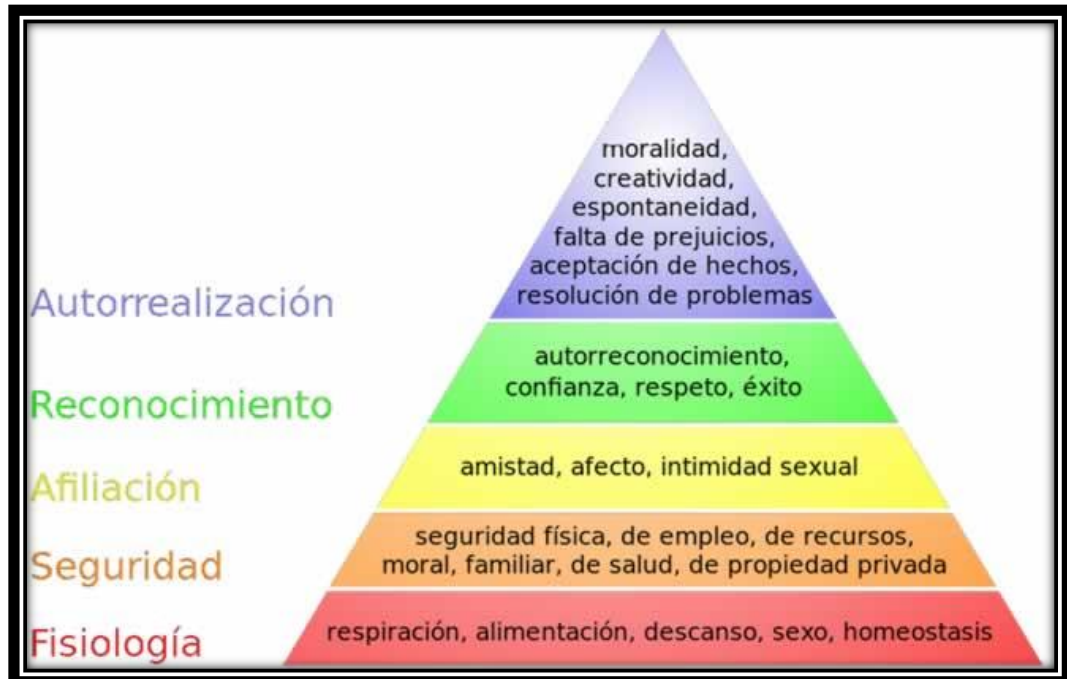 moralidad,
creatividad,
espontaneidad,
falta de prejuicios,
aceptación de hechos,
resolución de problemas
Autorrealización
autorreconocimiento,
confianza, respeto, éxito
Reconocimiento
amistad, afecto, intimidad sexual
Afiliación
seguridad física, de empleo, de recursos,
moral, familiar, de salud, de propiedad privada
Seguridad
respiración, alimentación, descanso, sexo, homeostasis
Fisiología